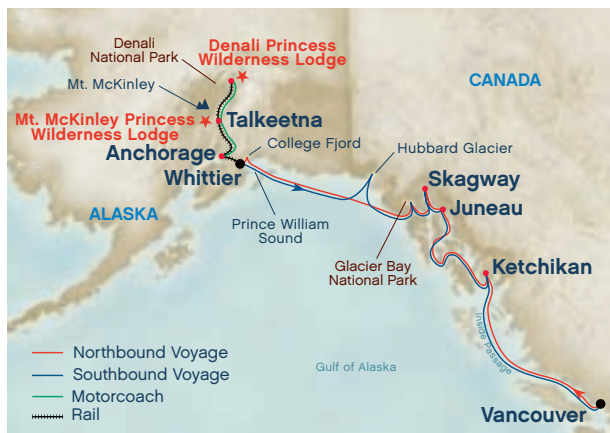 Denali
National Park
Denali Princess
Wilderness Lodge
Mt. McKinley
CANADA
Mt. McKinley Princess
Wilderness Lodge
Talkeetna
College Fjord
Hubbard Glacier
Anchorage
Whittier
Skagway
Juneau
ALASKA
Prince William
Sound
Glacier Bay
National Park
Ketchikan
Inside Passage
Northbound Voyage
Southbound Voyage
Motorcoach
Rail
Gulf of Alaska
Vancouver